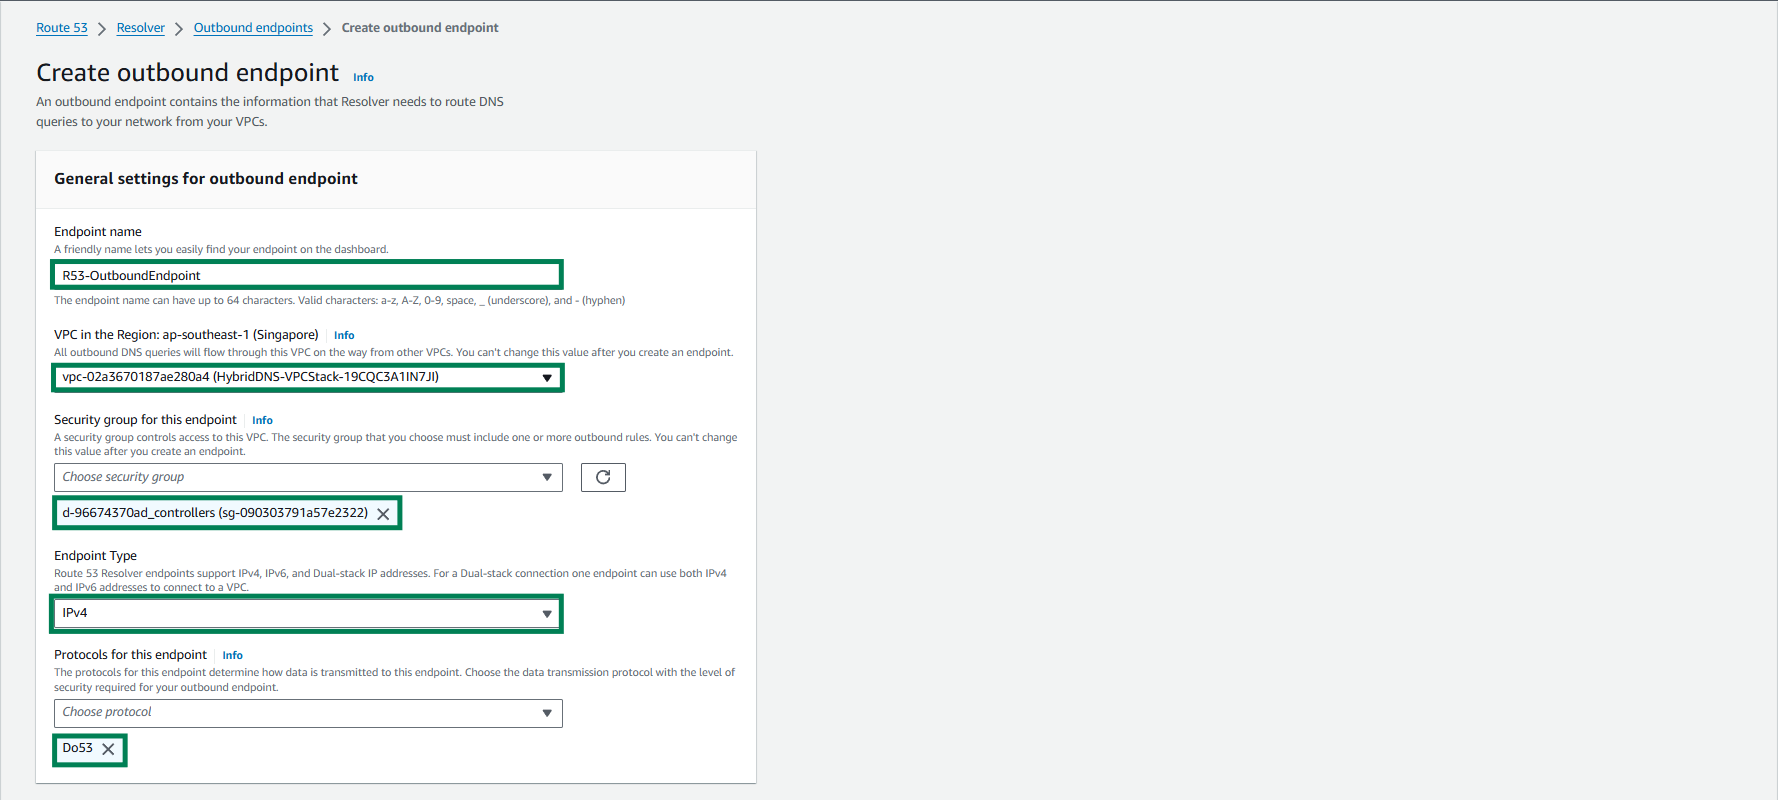 Route 53 > Resolver > Outbound endpoints > Create outbound endpoint
Create outbound endpoint Info
An outbound endpoint contains the information that Resolver needs to route DNS
queries to your network from your VPCs.
General settings for outbound endpoint
Endpoint name
A friendly name lets you easily find your endpoint on the dashboard.
R53-OutboundEndpoint
The endpoint name can have up to 64 characters. Valid characters: a-z, A-Z, 0-9, space, _ (underscore), and - (hyphen)
VPC in the Region: ap-southeast-1 (Singapore) Info
All outbound DNS queries will flow through this VPC on the way from other VPCs. You can't change this value after you create an endpoint.
vpc-02a3670187ae280a4 (HybridDNS-VPCStack-19CQC3A1IN7JI)
Security group for this endpoint Info
A security group controls access to this VPC. The security group that you choose must include one or more outbound rules. You can't change
this value after you create an endpoint.
Choose security group
d-96674370ad_controllers (sg-090303791a57e2322)
Endpoint Type
Route 53 Resolver endpoints support IPv4, IPv6, and Dual-stack IP addresses. For a Dual-stack connection one endpoint can use both IPv4
and IPv6 addresses to connect to a VPC.
IPv4
Protocols for this endpoint Info
The protocols for this endpoint determine how data is transmitted to this endpoint. Choose the data transmission protocol with the level of
security required for your outbound endpoint.
Choose protocol
Do53